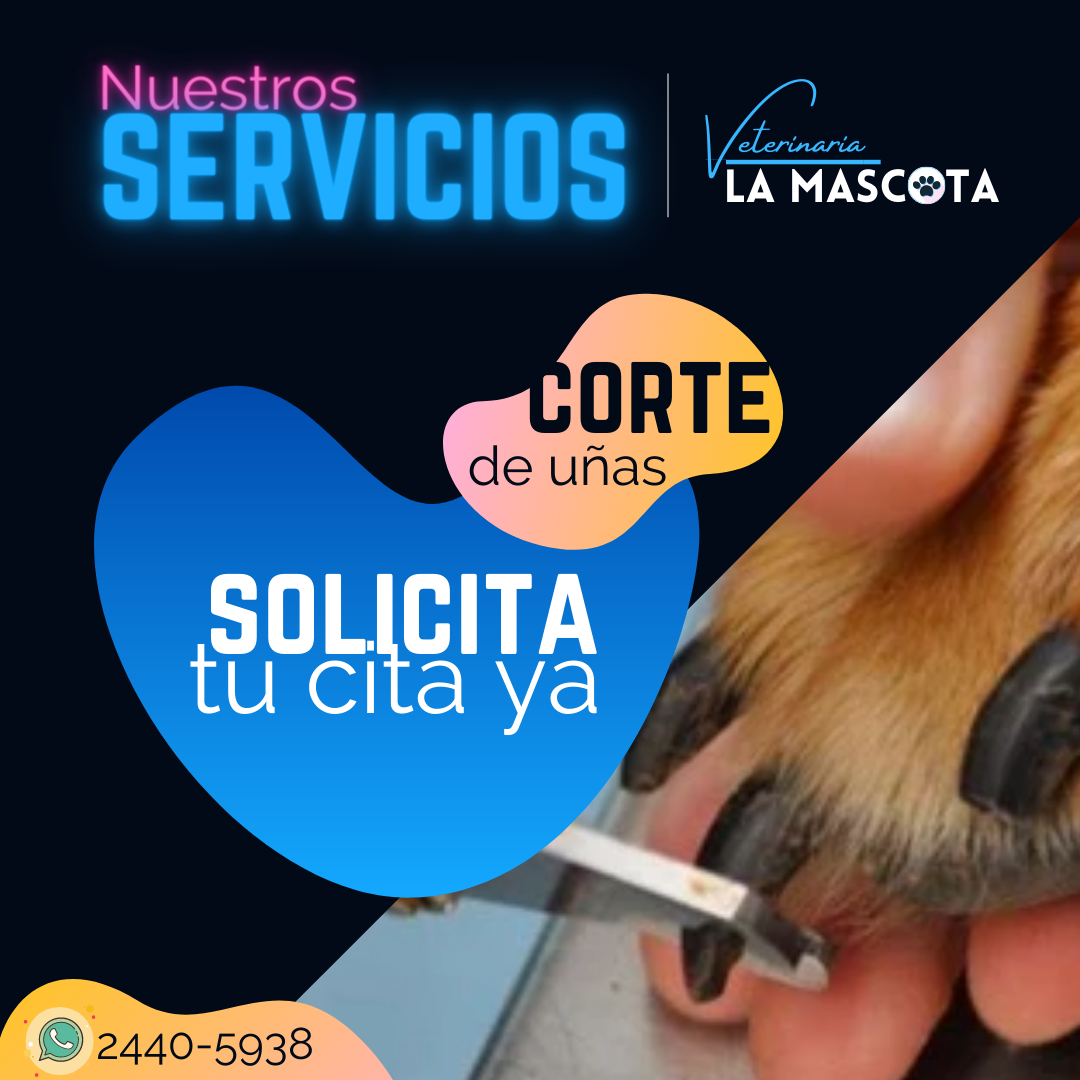 Nuestros
SERVICIOS
Veterinaria
LA MASCOTA
CORTE
de uñas
SOLICITA
tu cita ya
2440-5938